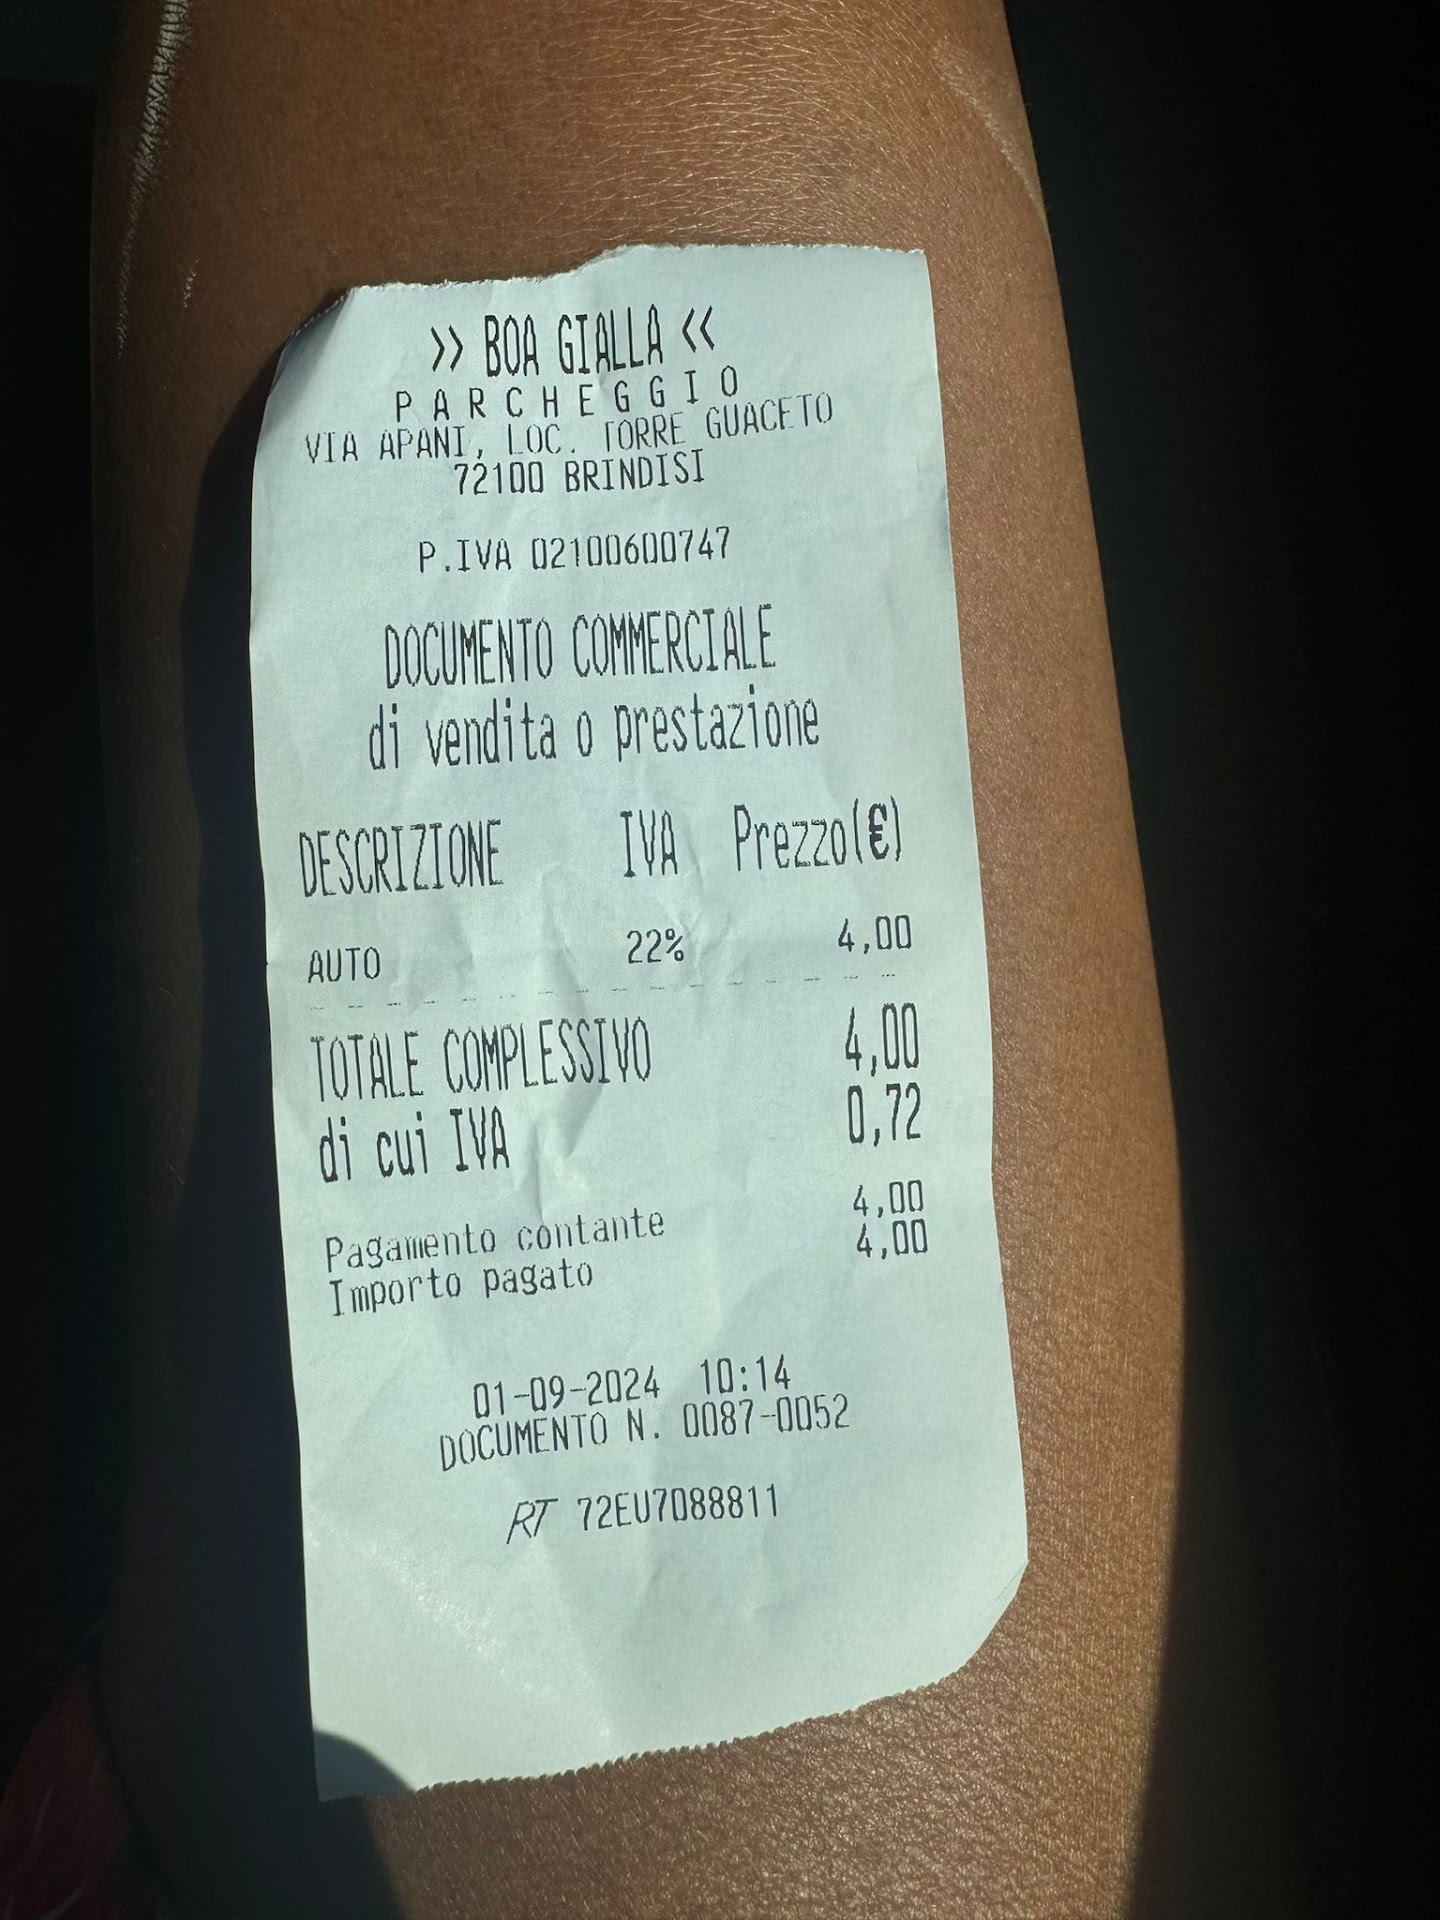 >> BOA GIALLA <<
PARCHEGGIO
VIA APANI, LOC. TORRE GUACETO
72100 BRINDISI
P.IVA 02100600747
DOCUMENTO COMMERCIALE
di vendita o prestazione
DESCRIZIONE IVA Prezzo(€)
AUTO 22% 4,00
TOTALE COMPLESSIVO 4,00
di cui IVA 0,72
Pagamento contante 4,00
Importo pagato 4,00
01-09-2024 10:14
DOCUMENTO N. 0087-0052
RT 72EU7088811